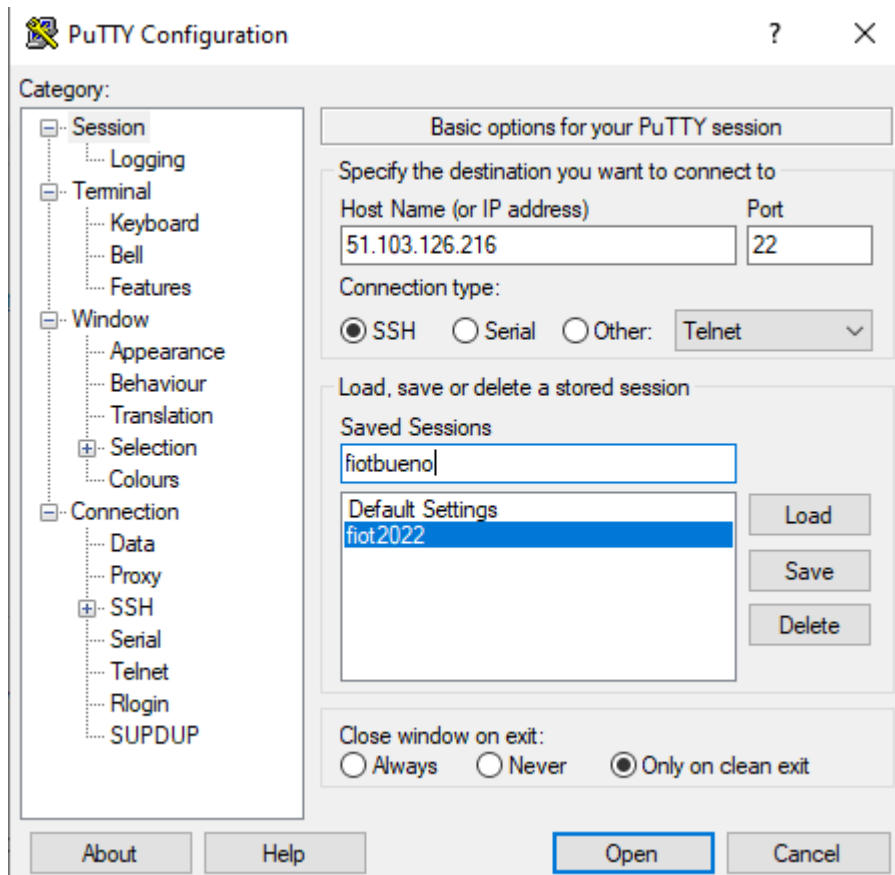 PuTTY Configuration ? ×
Category:
Session
Logging
Terminal
Keyboard
Bell
Features
Window
Appearance
Behaviour
Translation
Selection
Colours
Connection
Data
Proxy
SSH
Serial
Telnet
Rlogin
SUPDUP
Basic options for your PuTTY session
Specify the destination you want to connect to
Host Name (or IP address) Port
51.103.126.216 22
Connection type:
SSH Serial Other: Telnet
Load, save or delete a stored session
Saved Sessions
fiotbueno
Default Settings
fiot2022
Load
Save
Delete
Close window on exit:
Always Never Only on clean exit
About Help Open Cancel